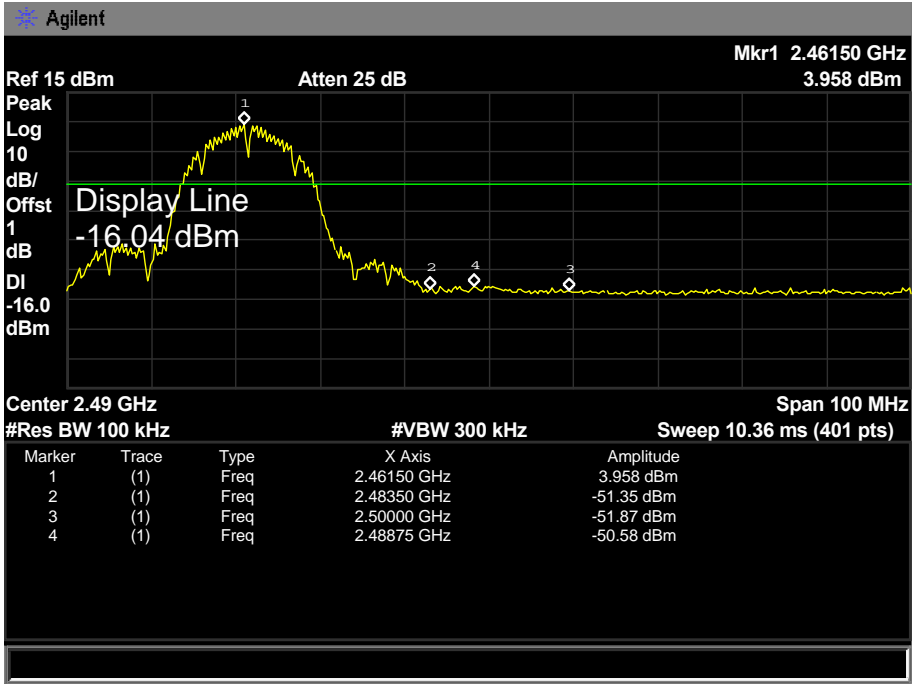 Agilent
Mkr1 2.46150 GHz
Ref 15 dBm Atten 25 dB 3.958 dBm
Peak
Log
10
dB/
Offst
1
dB
DI
-16.0
dBm
1
Display Line
-16.04 dBm
2 4 3
Center 2.49 GHz Span 100 MHz
#Res BW 100 kHz #VBW 300 kHz Sweep 10.36 ms (401 pts)
Marker Trace Type X Axis Amplitude
1 (1) Freq 2.46150 GHz 3.958 dBm
2 (1) Freq 2.48350 GHz -51.35 dBm
3 (1) Freq 2.50000 GHz -51.87 dBm
4 (1) Freq 2.48875 GHz -50.58 dBm